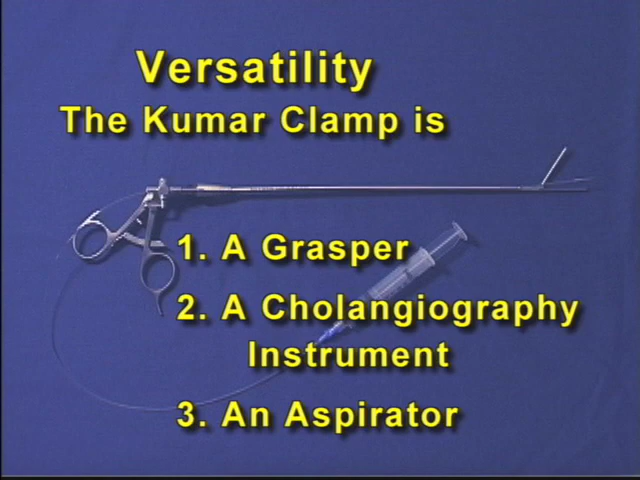 Versatility
The Kumar Clamp is
1. A Grasper
2. A Cholangiography
Instrument
3. An Aspirator